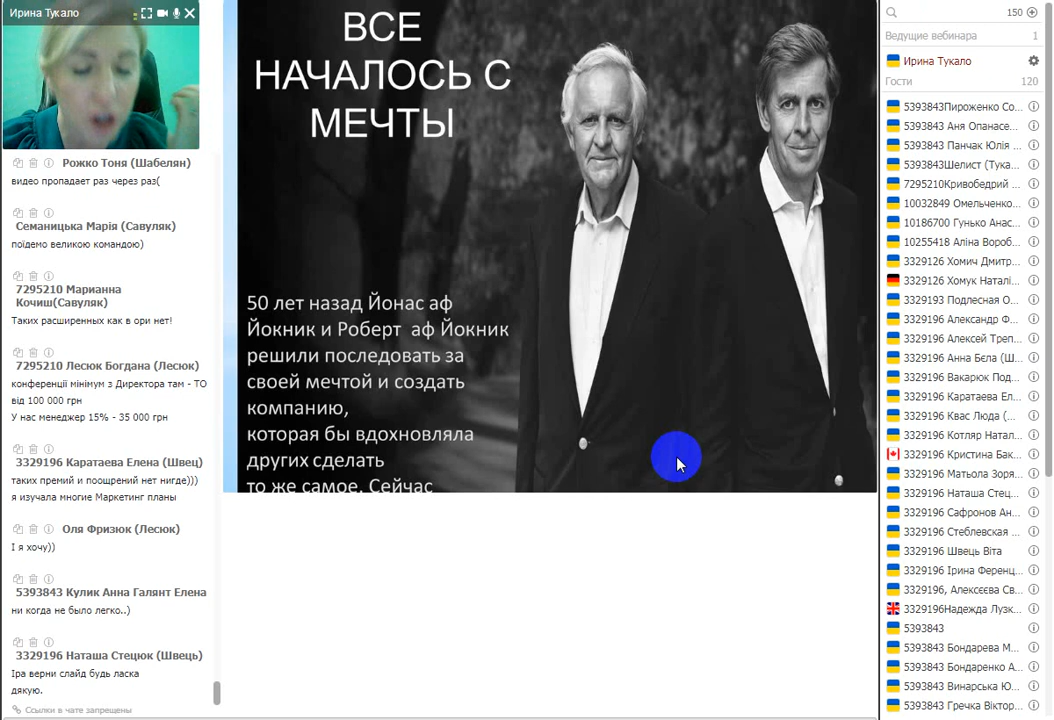 Ирина Тукало
Рожко Тоня (Шабелян)
видео пропадает раз через раз(
Семаницька Марія (Савуляк)
поїдемо великою командою)
7295210 Марианна
Кочиш(Савуляк)
Таких расширенных как в ори нет!
7295210 Лесюк Богдана (Лесюк)
конференції мінімум з Директора там - ТО
від 100 000 грн
У нас менеджер 15% - 35 000 грн
3329196 Каратаева Елена (Швец)
таких премий и поощрений нет нигде)))
я изучала многие Маркетинг планы
Оля Фризюк (Лесюк)
І я хочу))
5393843 Кулик Анна Галянт Елена
ни когда не было легко..)
3329196 Наташа Стецюк (Швець)
Іра верни слайд будь ласка
дякую.
Ссылки в чате запрещены
ВСЕ
НАЧАЛОСЬ С
МЕЧТЫ
50 лет назад Йонас аф
Йокник и Роберт аф Йокник
решили последовать за
своей мечтой и создать
компанию,
которая бы вдохновляла
других сделать
то же самое. Сейчас
150
Ведущие вебинара 1
Ирина Тукало
Гости 120
5393843Пироженко Со...
5393843 Аня Опанасе...
5393843 Панчак Юлія ...
5393843Шелист (Тука...
7295210Кривобедрий ...
10032849 Омельченко...
10186700 Гунько Анас...
10255418 Аліна Вороб...
3329126 Хомич Дмитр...
3329126 Хомук Наталі...
3329193 Подлесная О...
3329196 Александр Ф...
3329196 Алексей Треп...
3329196 Анна Бєла (Ш...
3329196 Вакарюк Под...
3329196 Каратаева Ел...
3329196 Квас Люда (...
3329196 Котляр Натал...
3329196 Кристина Бак...
3329196 Матьола Зоря...
3329196 Наташа Стец...
3329196 Сафронов Ан...
3329196 Стеблевская ...
3329196 Швець Віта
3329196 Ірина Ференц...
3329196, Алексеєва Св...
3329196Надежда Лузк...
5393843
5393843 Бондарева М...
5393843 Бондаренко А...
5393843 Винарська Ю...
5393843 Гречка Віктор...